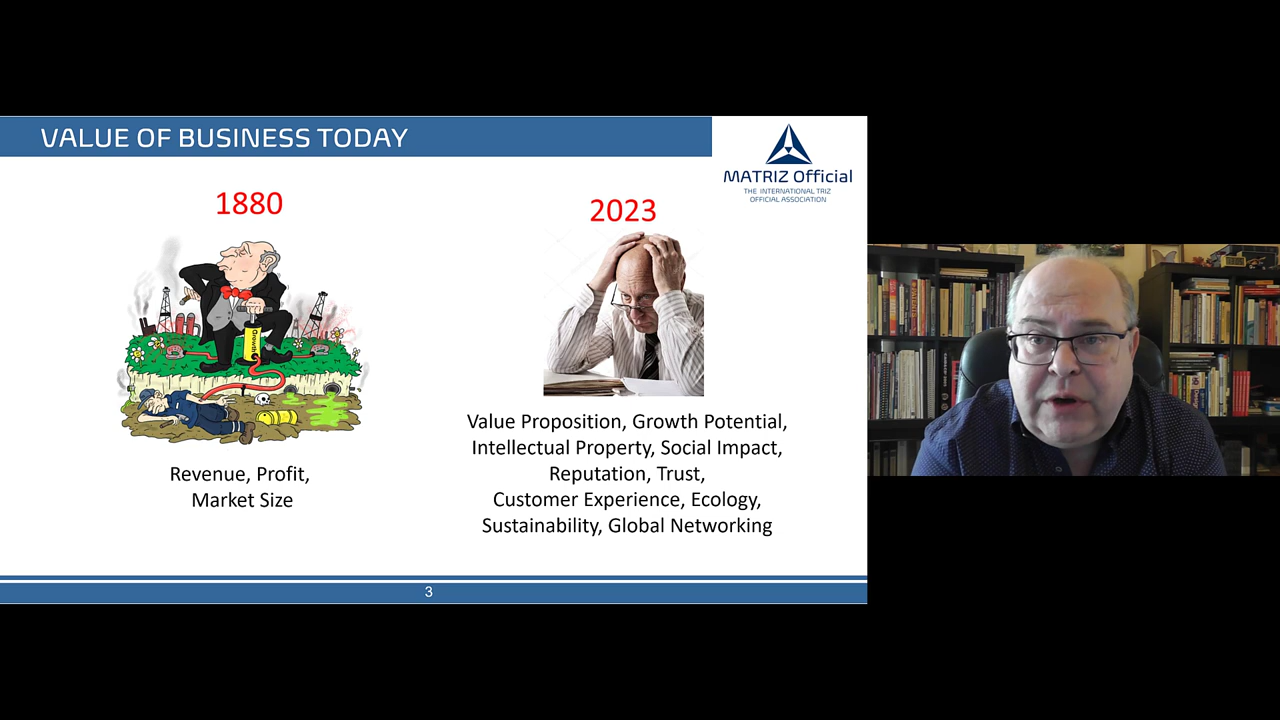 VALUE OF BUSINESS TODAY
MATRIZ Official
THE INTERNATIONAL TRIZ
OFFICIAL ASSOCIATION
1880
2023
Growth
Revenue, Profit,
Market Size
Value Proposition, Growth Potential,
Intellectual Property, Social Impact,
Reputation, Trust,
Customer Experience, Ecology,
Sustainability, Global Networking
3